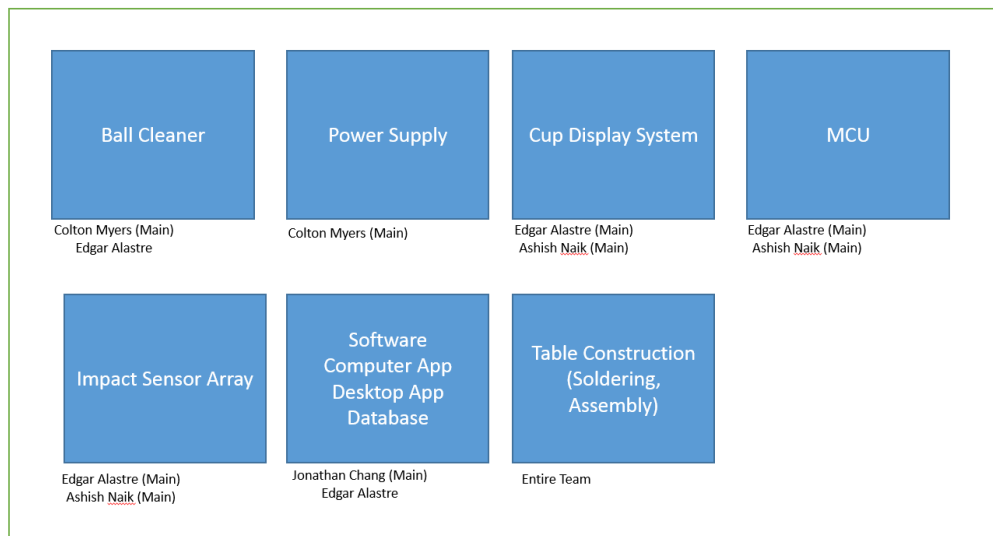 Ball Cleaner
Power Supply
Cup Display System
MCU
Colton Myers (Main)
Edgar Alastre
Colton Myers (Main)
Edgar Alastre (Main)
Ashish Naik (Main)
Edgar Alastre (Main)
Ashish Naik (Main)
Impact Sensor Array
Software
Computer App
Desktop App
Database
Table Construction
(Soldering,
Assembly)
Edgar Alastre (Main)
Ashish Naik (Main)
Jonathan Chang (Main)
Edgar Alastre
Entire Team